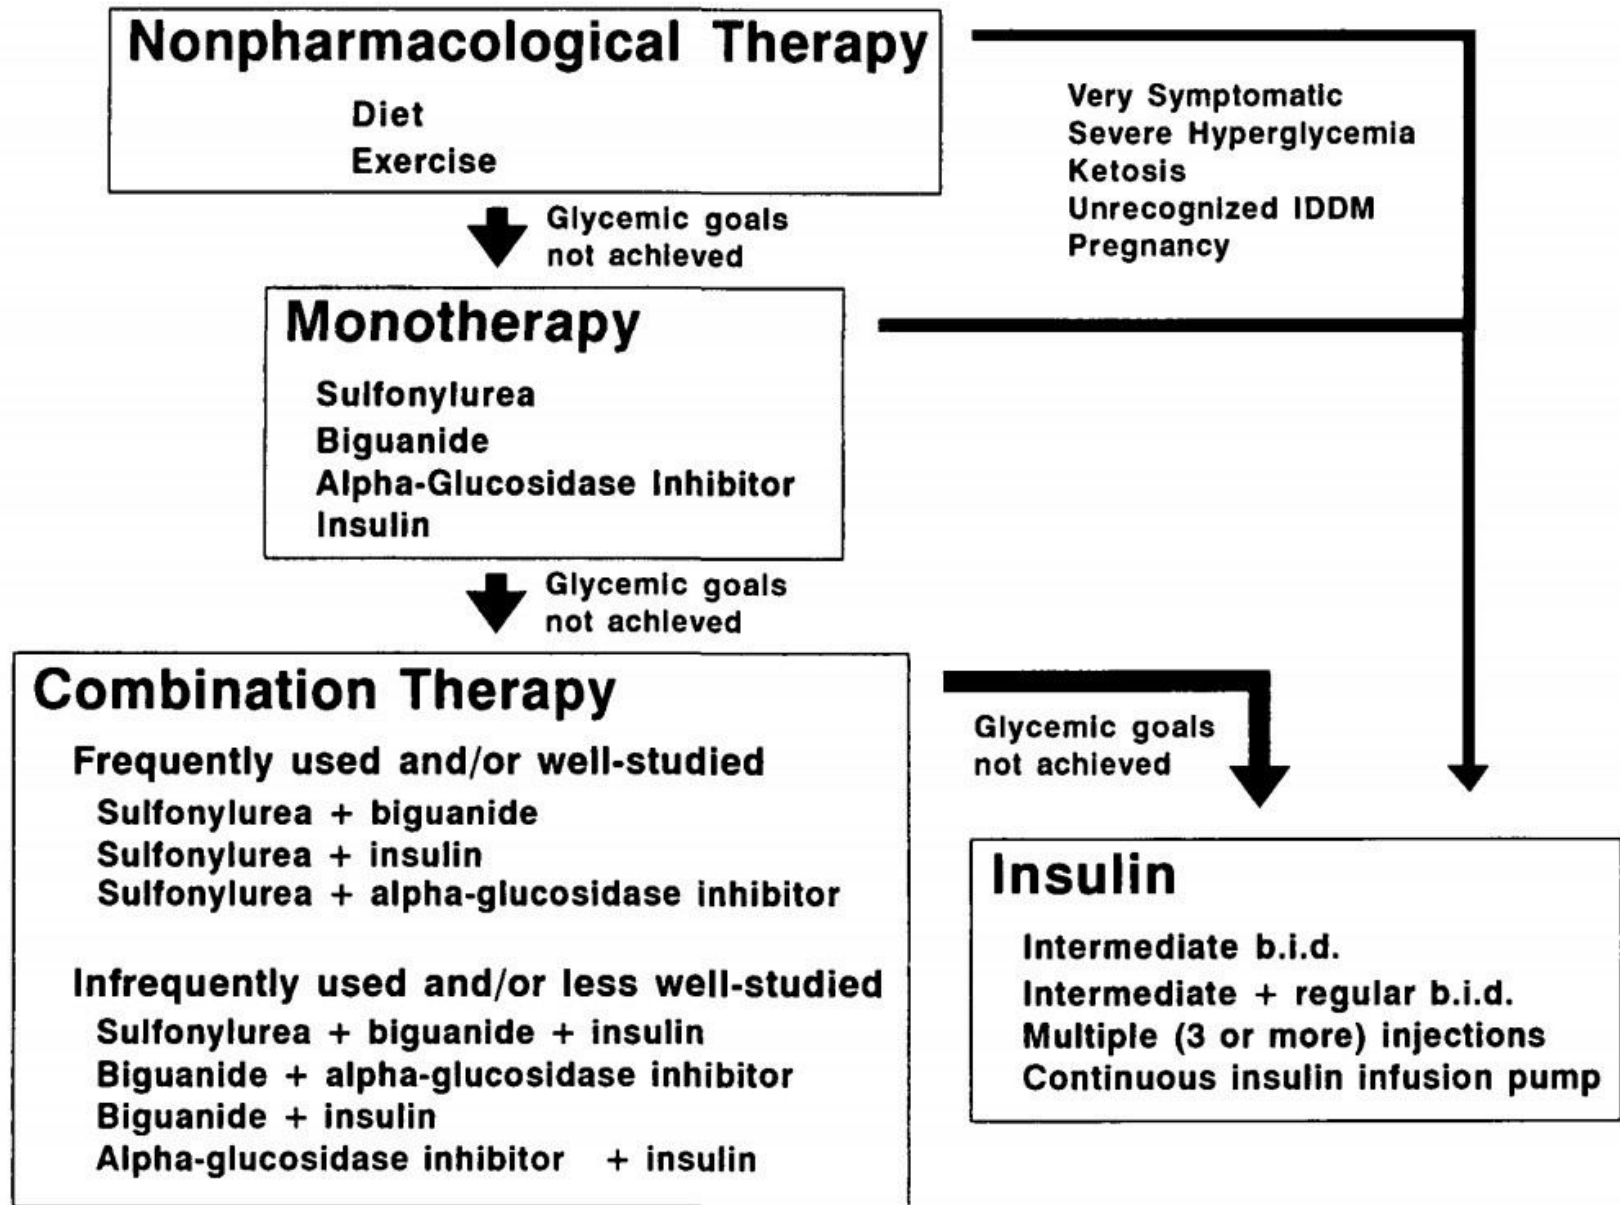 Nonpharmacological Therapy
Diet
Exercise
Very Symptomatic
Severe Hyperglycemia
Ketosis
Unrecognized IDDM
Pregnancy
Glycemic goals
not achieved
Monotherapy
Sulfonylurea
Biguanide
Alpha-Glucosidase Inhibitor
Insulin
Glycemic goals
not achieved
Combination Therapy
Frequently used and/or well-studied
Sulfonylurea + biguanide
Sulfonylurea + insulin
Sulfonylurea + alpha-glucosidase inhibitor
Infrequently used and/or less well-studied
Sulfonylurea + biguanide + insulin
Biguanide + alpha-glucosidase inhibitor
Biguanide + insulin
Alpha-glucosidase inhibitor + insulin
Glycemic goals
not achieved
Insulin
Intermediate b.i.d.
Intermediate + regular b.i.d.
Multiple (3 or more) injections
Continuous insulin infusion pump